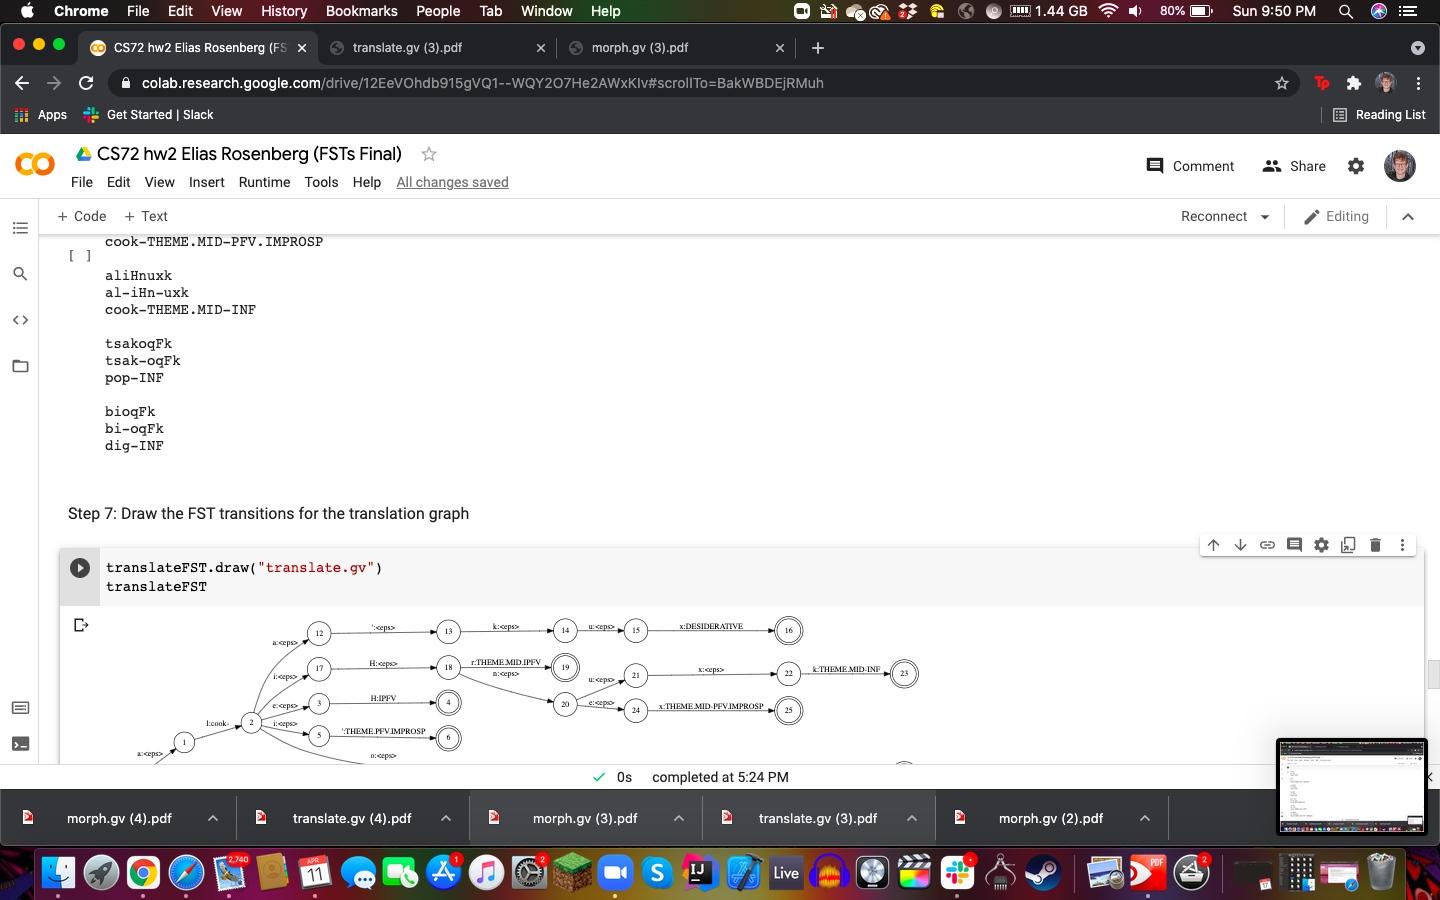 Chrome File Edit View History Bookmarks People Tab Window Help 1.44 GB 80% Sun 9:50 PM
CS72 hw2 Elias Rosenberg (FS translate.gv (3).pdf morph.gv (3).pdf
colab.research.google.com/drive/12EeVOhdb915gVQ1--WQY2O7He2AWxKIv#scrollTo=BakWBDEjRMuh
Apps Get Started | Slack Reading List
CS72 hw2 Elias Rosenberg (FSTs Final)
Comment Share
File Edit View Insert Runtime Tools Help All changes saved
+ Code + Text Reconnect Editing
cook-THEME.MID-PFV.IMPROSP
[ ]
aliHnuxk
al-iHn-uxk
cook-THEME.MID-INF
tsakoqFk
tsak-oqFk
pop-INF
bioqFk
bi-oqFk
dig-INF
Step 7: Draw the FST transitions for the translation graph
translateFST.draw("translate.gv")
translateFST
a:<eps> 12 ':<eps> 13 k:<eps> 14 u:<eps> 15 x:DESIDERATIVE 16
i:<eps> 17 H:<eps> 18 r:THEME.MID.IPFV 19
n:<eps> 20 u:<eps> 21 x:<eps> 22 k:THEME.MID-INF 23
e:<eps> 24 x:THEME.MID-PFV.IMPROSP 25
e:<eps> 3 H:IPFV 4
a:<eps> 1 l:cook- 2 i:<eps> 5 ':THEME.PFV.IMPROSP 6
o:<eps>
0s completed at 5:24 PM
morph.gv (4).pdf translate.gv (4).pdf morph.gv (3).pdf translate.gv (3).pdf morph.gv (2).pdf
2,740 APR 11 1 2 Live PDF 2